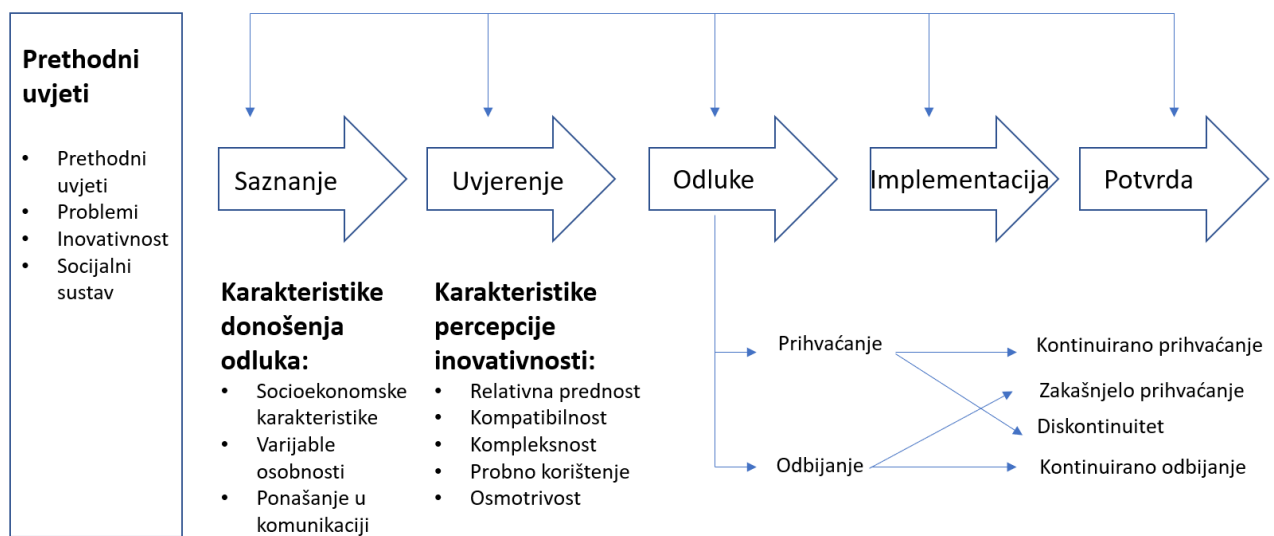 Prethodni
uvjeti
• Prethodni
uvjeti
• Problemi
• Inovativnost
• Socijalni
sustav
Saznanje
Uvjerenje
Odluke
Implementacija
Potvrda
Karakteristike
donošenja
odluka:
• Socioekonomske
karakteristike
• Varijable
osobnosti
• Ponašanje u
komunikaciji
Karakteristike
percepcije
inovativnosti:
• Relativna prednost
• Kompatibilnost
• Kompleksnost
• Probno korištenje
• Osmotrivost
Prihvaćanje
Odbijanje
Kontinuirano prihvaćanje
Zakašnjelo prihvaćanje
Diskontinuitet
Kontinuirano odbijanje